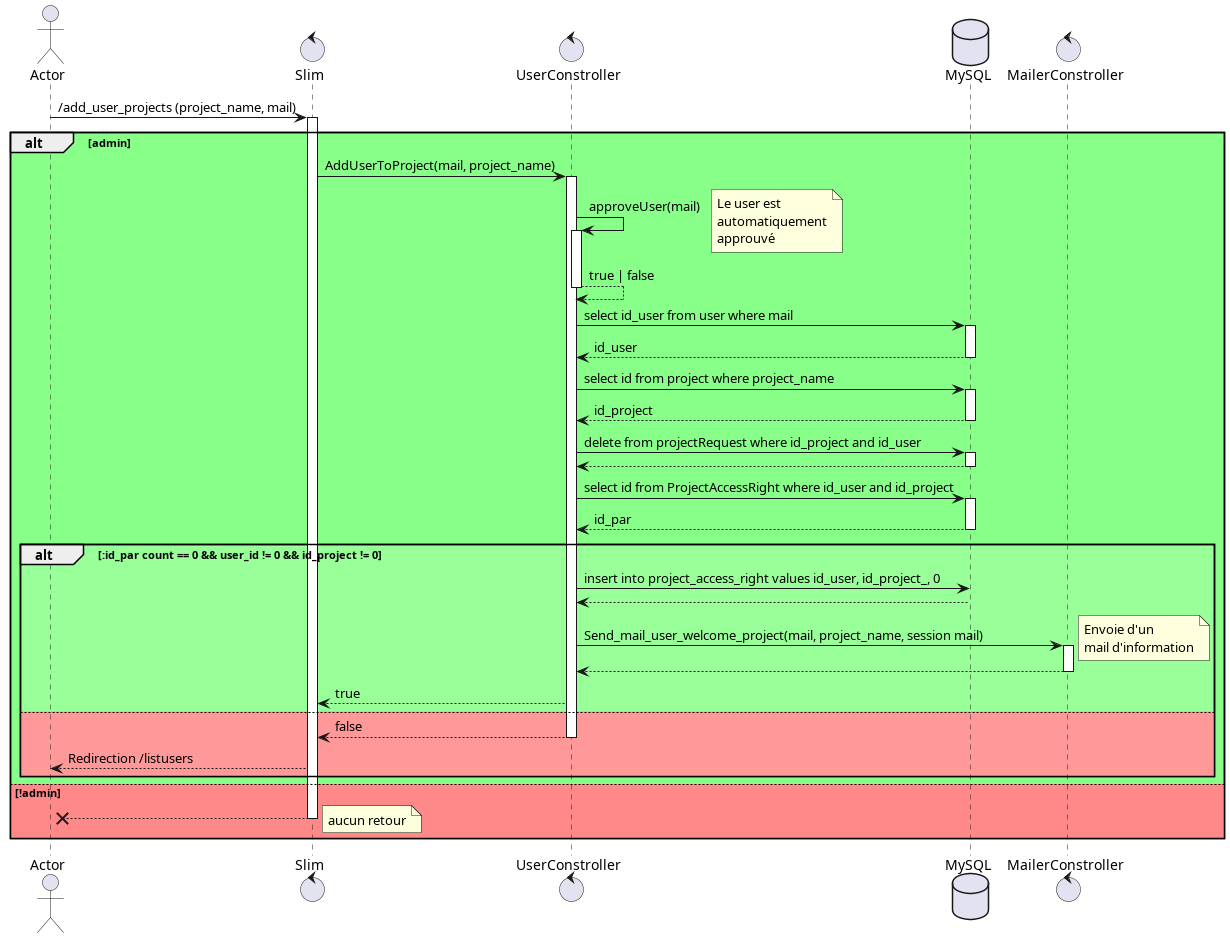 Actor
Slim
UserConstroller
MySQL
MailerConstroller
/add_user_projects (project_name, mail)
alt
[admin]
AddUserToProject(mail, project_name)
approveUser(mail)
Le user est
automatiquement
approuvé
true | false
select id_user from user where mail
id_user
select id from project where project_name
id_project
delete from projectRequest where id_project and id_user
select id from ProjectAccessRight where id_user and id_project
id_par
alt
[:id_par count == 0 && user_id != 0 && id_project != 0]
insert into project_access_right values id_user, id_project_, 0
Send_mail_user_welcome_project(mail, project_name, session mail)
Envoie d'un
mail d'information
true
false
Redirection /listusers
[!admin]
aucun retour
Actor
Slim
UserConstroller
MySQL
MailerConstroller